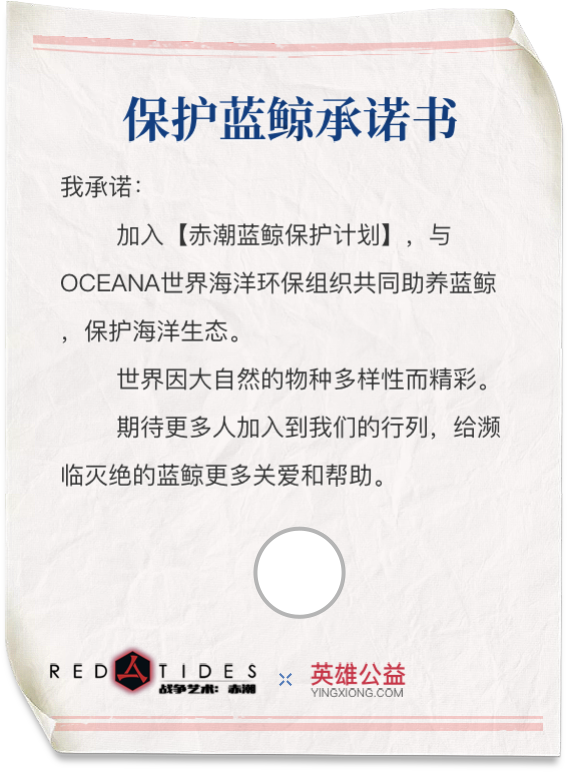 保护蓝鲸承诺书
我承诺：
加入【赤潮蓝鲸保护计划】，与
OCEANA世界海洋环保组织共同助养蓝鲸
，保护海洋生态。
世界因大自然的物种多样性而精彩。
期待更多人加入到我们的行列，给濒
临灭绝的蓝鲸更多关爱和帮助。
RED TIDES
战争艺术：赤潮
英雄公益
YINGXIONG.COM